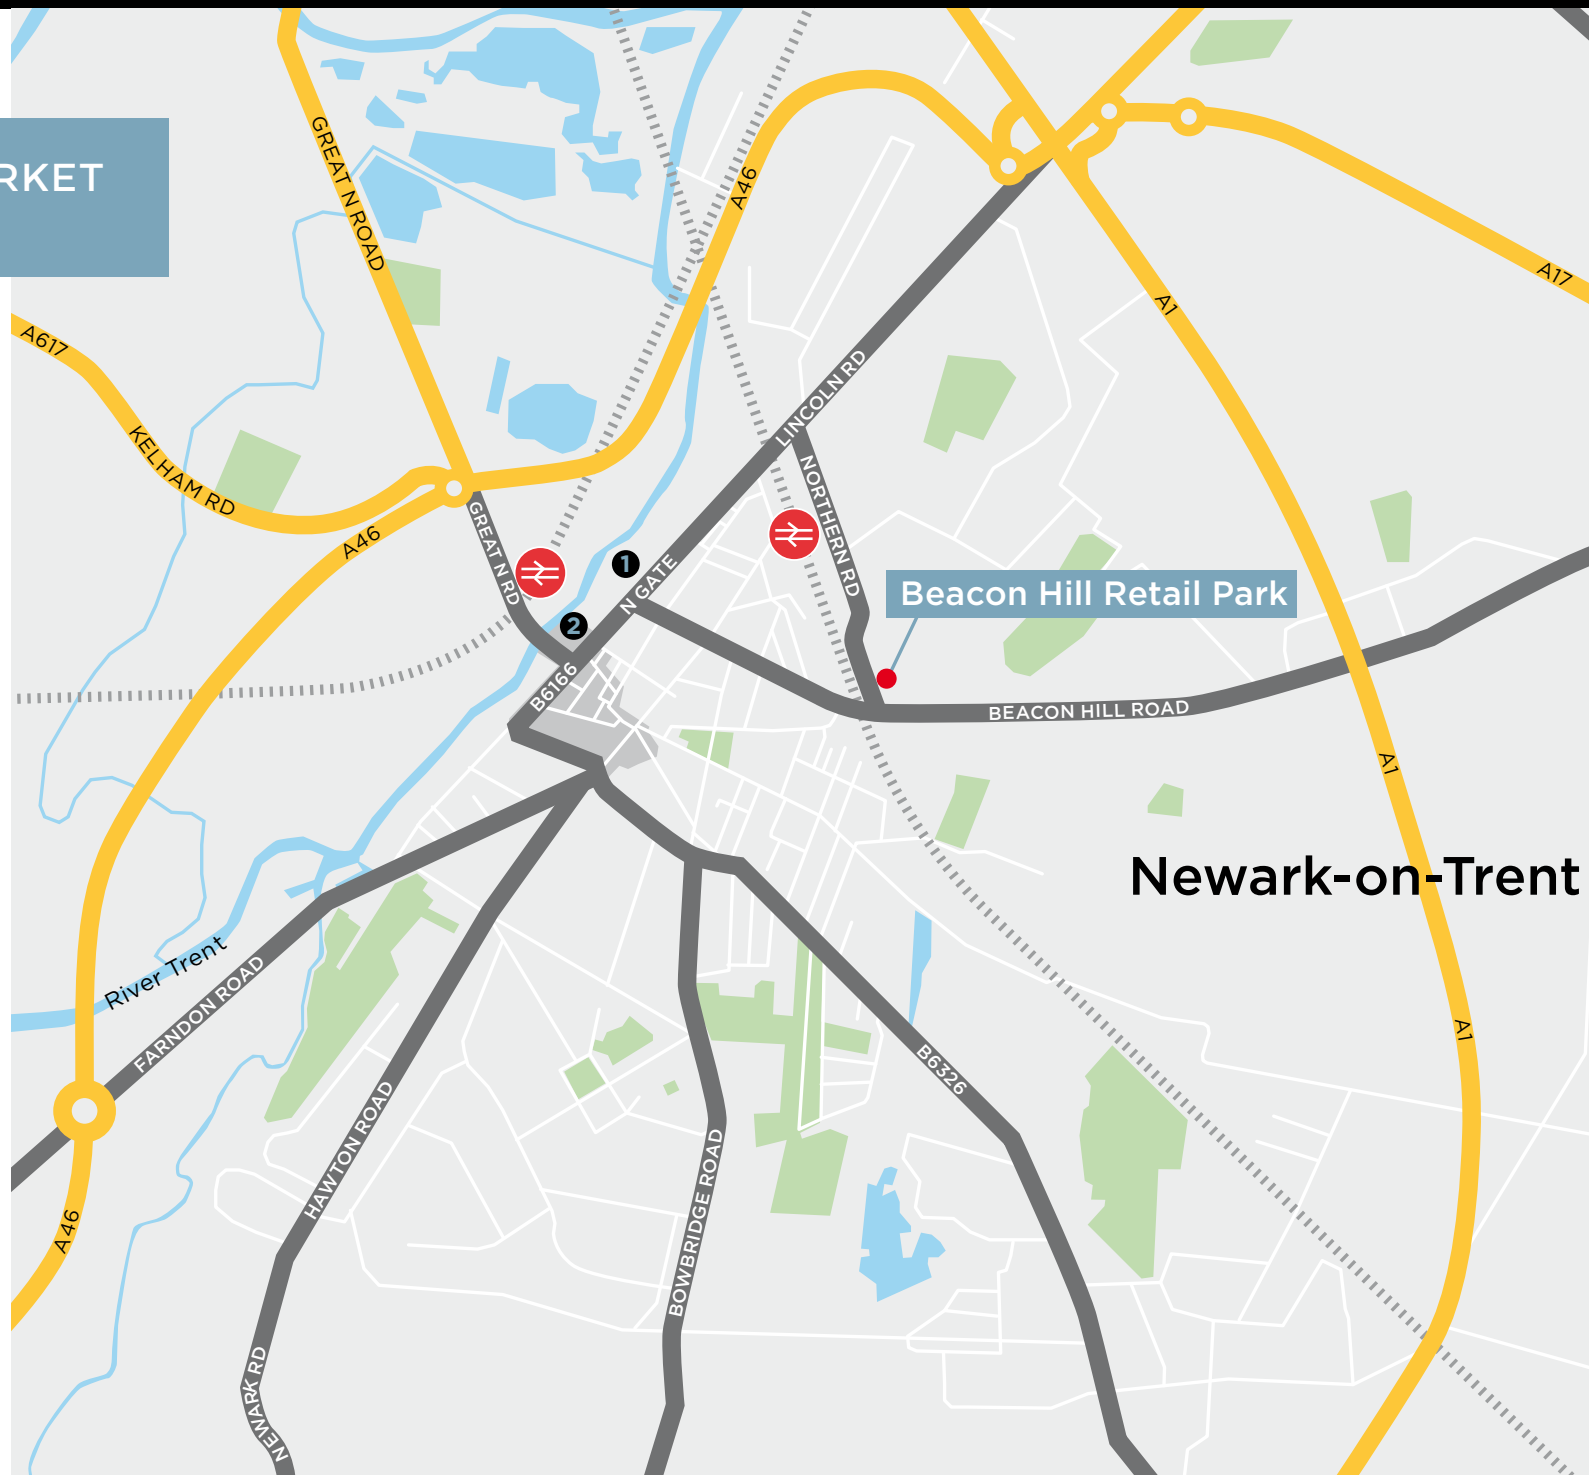 RKET
GREAT N ROAD
A46
A17
A1
A617
LINCOLN RD
KELHAM RD
NORTHERN RD
A46
GREAT N RD
1
N GATE
Beacon Hill Retail Park
2
B6166
BEACON HILL ROAD
A1
Newark-on-Trent
River Trent
FARNDON ROAD
A1
B6326
HAWTON ROAD
BOWBRIDGE ROAD
A46
NEWARK RD
NEW